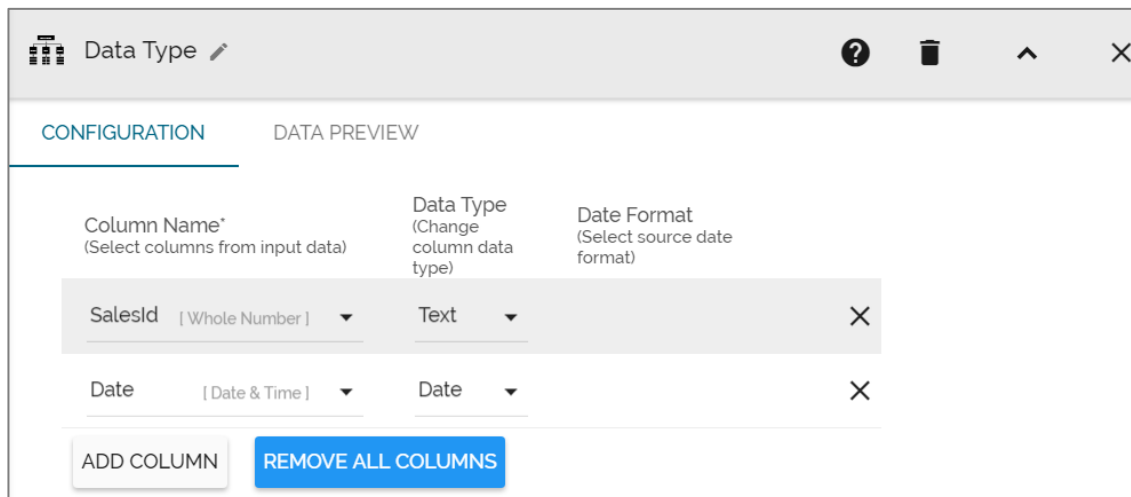 Data Type
CONFIGURATION DATA PREVIEW
Column Name*
(Select columns from input data)
Data Type
(Change
column data
type)
Date Format
(Select source date
format)
SalesId [ Whole Number ] Text
Date [ Date & Time ] Date
ADD COLUMN REMOVE ALL COLUMNS